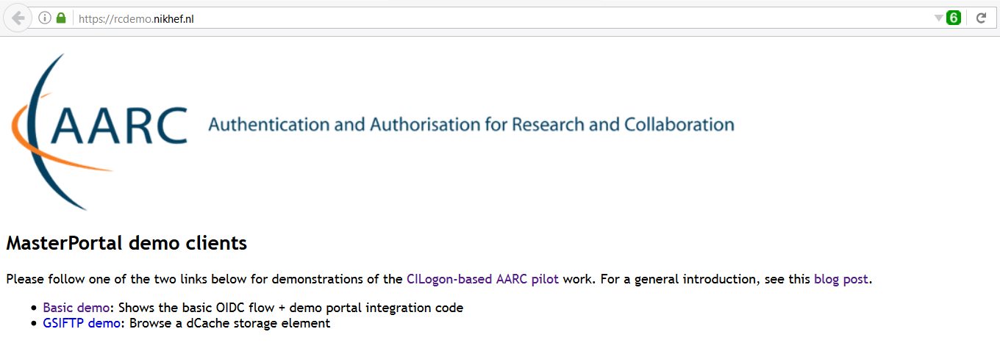 https://rcdemo.nikhef.nl
6
AARC
Authentication and Authorisation for Research and Collaboration
MasterPortal demo clients
Please follow one of the two links below for demonstrations of the CILogon-based AARC pilot work. For a general introduction, see this blog post.
• Basic demo: Shows the basic OIDC flow + demo portal integration code
• GSIFTP demo: Browse a dCache storage element